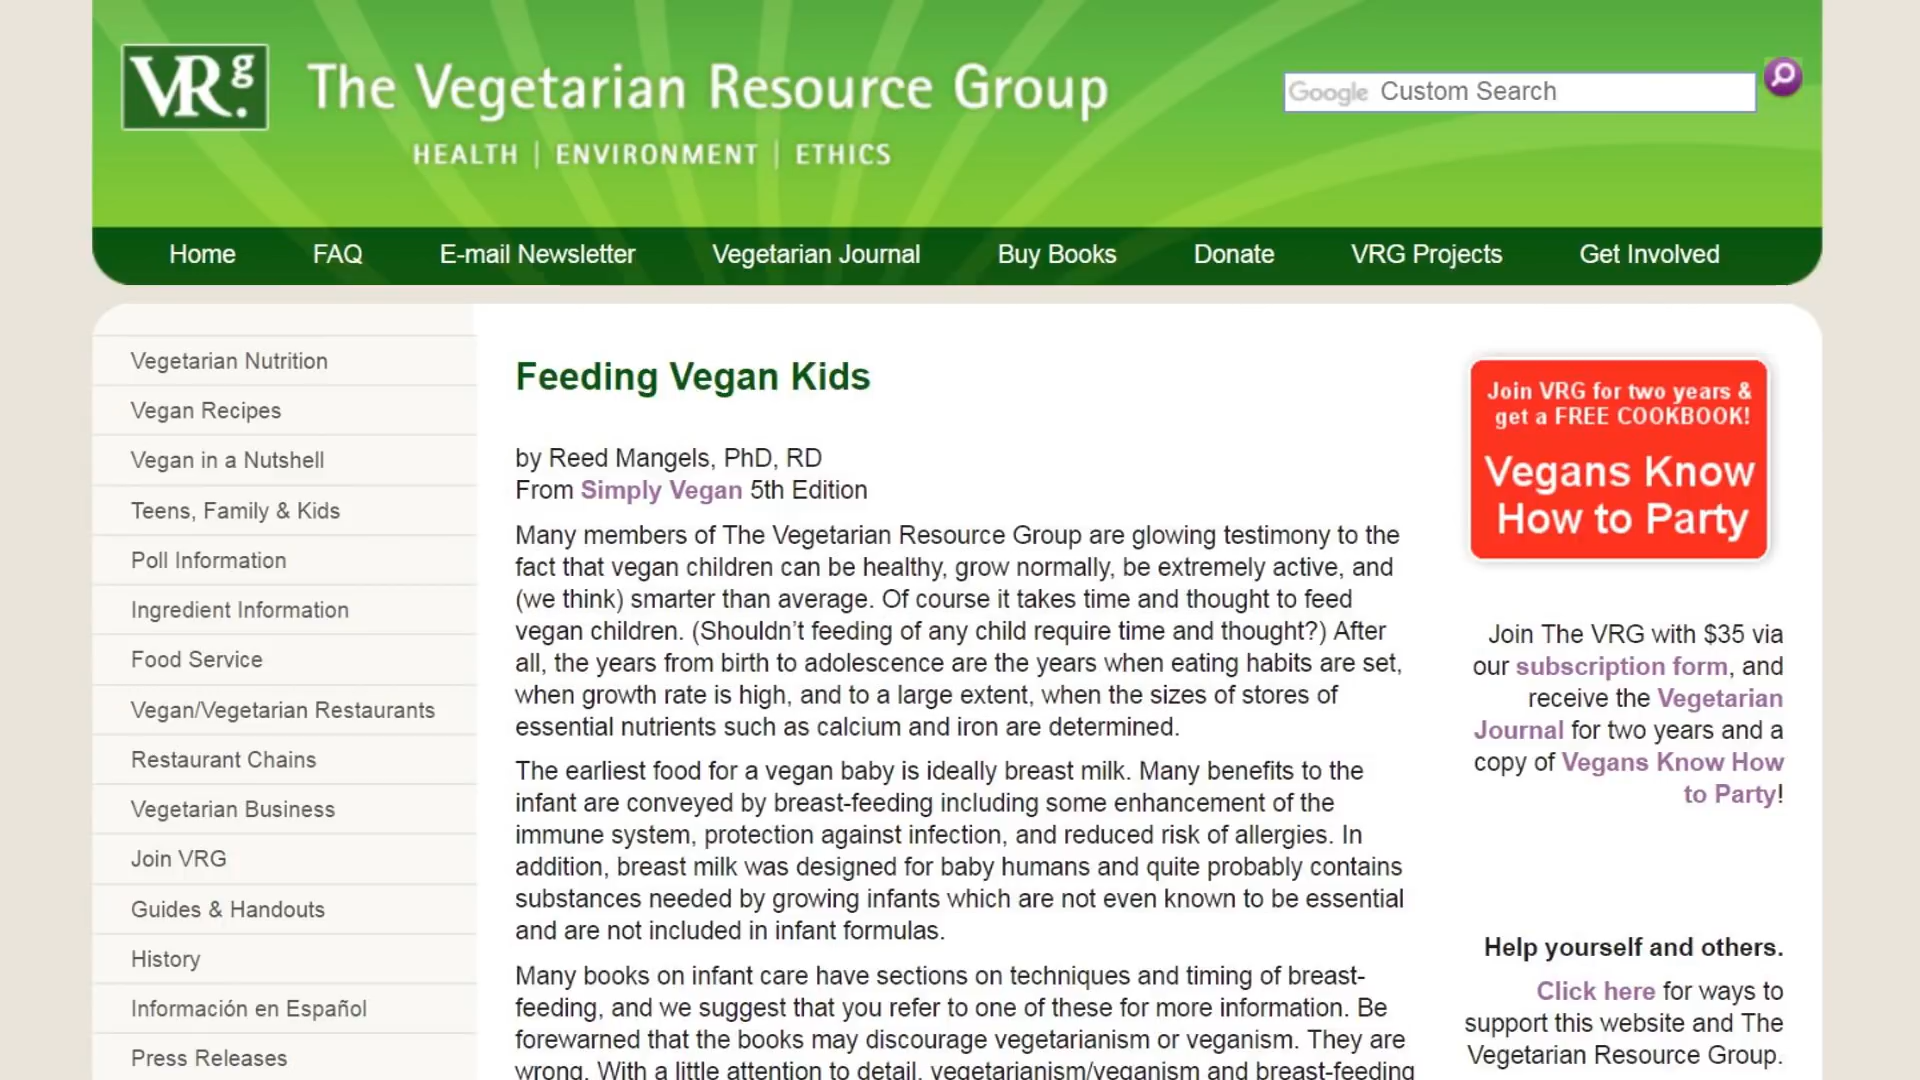 VRg.
The Vegetarian Resource Group
HEALTH | ENVIRONMENT | ETHICS
Google Custom Search
Home FAQ E-mail Newsletter Vegetarian Journal Buy Books Donate VRG Projects Get Involved
Vegetarian Nutrition
Vegan Recipes
Vegan in a Nutshell
Teens, Family & Kids
Poll Information
Ingredient Information
Food Service
Vegan/Vegetarian Restaurants
Restaurant Chains
Vegetarian Business
Join VRG
Guides & Handouts
History
Información en Español
Press Releases
Feeding Vegan Kids
by Reed Mangels, PhD, RD
From Simply Vegan 5th Edition
Many members of The Vegetarian Resource Group are glowing testimony to the
fact that vegan children can be healthy, grow normally, be extremely active, and
(we think) smarter than average. Of course it takes time and thought to feed
vegan children. (Shouldn’t feeding of any child require time and thought?) After
all, the years from birth to adolescence are the years when eating habits are set,
when growth rate is high, and to a large extent, when the sizes of stores of
essential nutrients such as calcium and iron are determined.
The earliest food for a vegan baby is ideally breast milk. Many benefits to the
infant are conveyed by breast-feeding including some enhancement of the
immune system, protection against infection, and reduced risk of allergies. In
addition, breast milk was designed for baby humans and quite probably contains
substances needed by growing infants which are not even known to be essential
and are not included in infant formulas.
Many books on infant care have sections on techniques and timing of breast-
feeding, and we suggest that you refer to one of these for more information. Be
forewarned that the books may discourage vegetarianism or veganism. They are
wrong. With a little attention to detail, vegetarianism/veganism and breast-feeding
Join VRG for two years &
get a FREE COOKBOOK!
Vegans Know
How to Party
Join The VRG with $35 via
our subscription form, and
receive the Vegetarian
Journal for two years and a
copy of Vegans Know How
to Party!
Help yourself and others.
Click here for ways to
support this website and The
Vegetarian Resource Group.